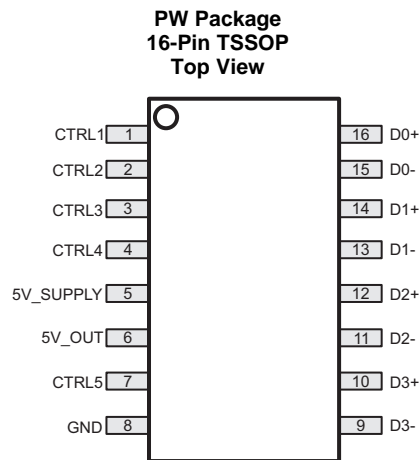 PW Package
16-Pin TSSOP
Top View
CTRL1 1 16 D0+
CTRL2 2 15 D0-
CTRL3 3 14 D1+
CTRL4 4 13 D1-
5V_SUPPLY 5 12 D2+
5V_OUT 6 11 D2-
CTRL5 7 10 D3+
GND 8 9 D3-